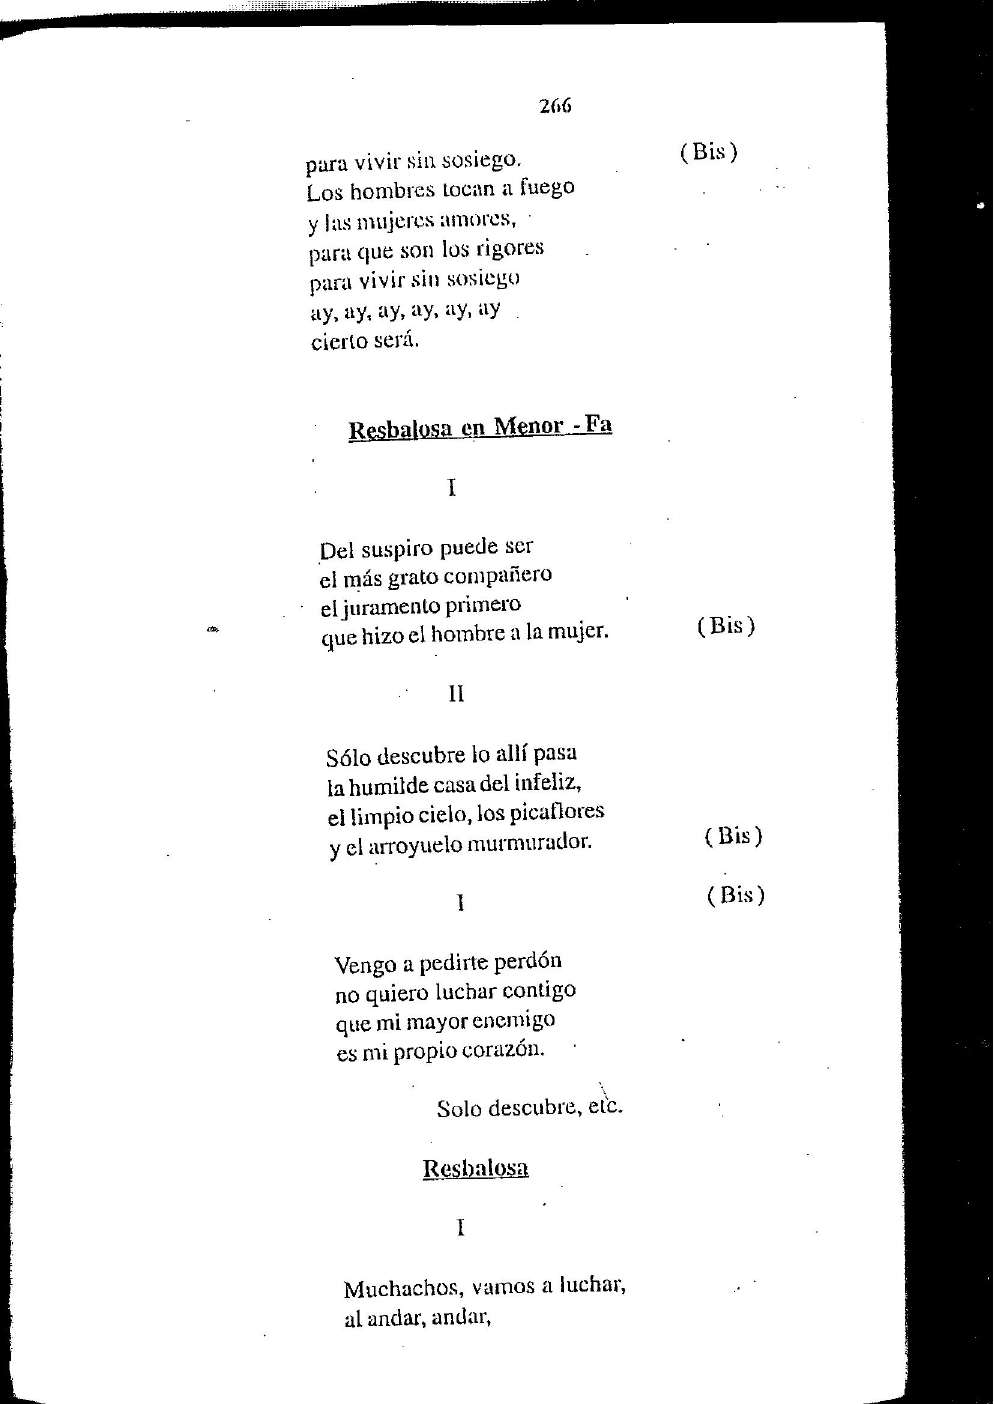 266
para vivir sin sosiego. (Bis)
Los hombres tocan a fuego
y las mujeres amores,
para que son los rigores
para vivir sin sosiego
ay, ay, ay, ay, ay, ay
cierto será.
Resbalosa en Menor - Fa
I
Del suspiro puede ser
el más grato compañero
el juramento primero
que hizo el hombre a la mujer. (Bis)
II
Sólo descubre lo allí pasa
la humilde casa del infeliz,
el limpio cielo, los picaflores
y el arroyuelo murmurador. (Bis)
I (Bis)
Vengo a pedirte perdón
no quiero luchar contigo
que mi mayor enemigo
es mi propio corazón.
Solo descubre, etc.
Resbalosa
I
Muchachos, vamos a luchar,
al andar, andar,